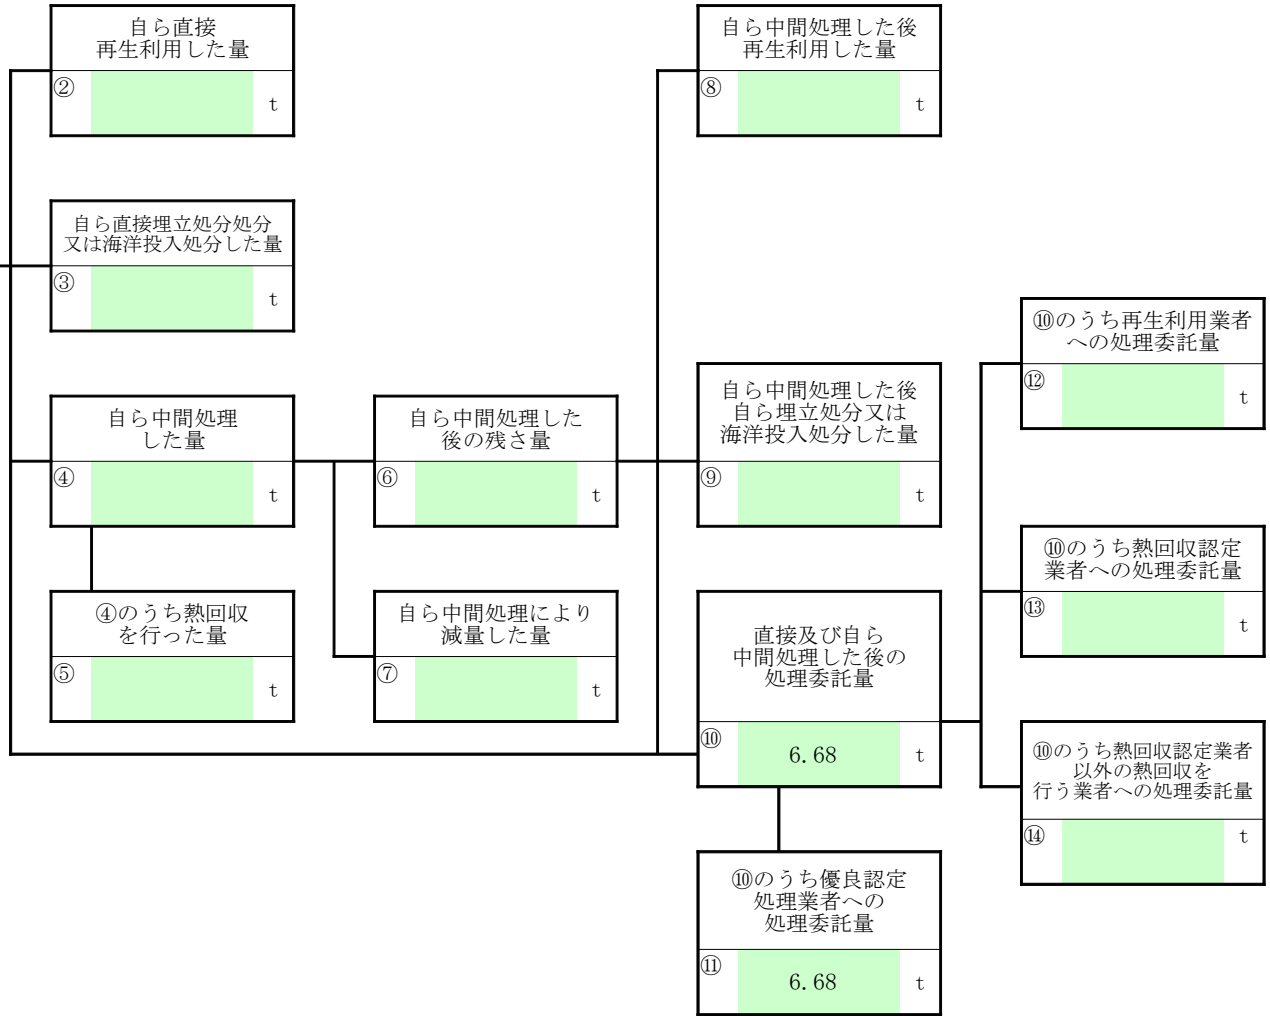 自ら直接
再生利用した量
②
t
自ら中間処理した後
再生利用した量
⑧
t
自ら直接埋立処分処分
又は海洋投入処分した量
③
t
⑩のうち再生利用業者
への処理委託量
⑫
t
自ら中間処理
した量
④
t
自ら中間処理した
後の残さ量
⑥
t
自ら中間処理した後
自ら埋立処分又は
海洋投入処分した量
⑨
t
⑩のうち熱回収認定
業者への処理委託量
⑬
t
④のうち熱回収
を行った量
⑤
t
自ら中間処理により
減量した量
⑦
t
直接及び自ら
中間処理した後の
処理委託量
⑩
6.68
t
⑩のうち熱回収認定業者
以外の熱回収を
行う業者への処理委託量
⑭
t
⑩のうち優良認定
処理業者への
処理委託量
⑪
6.68
t